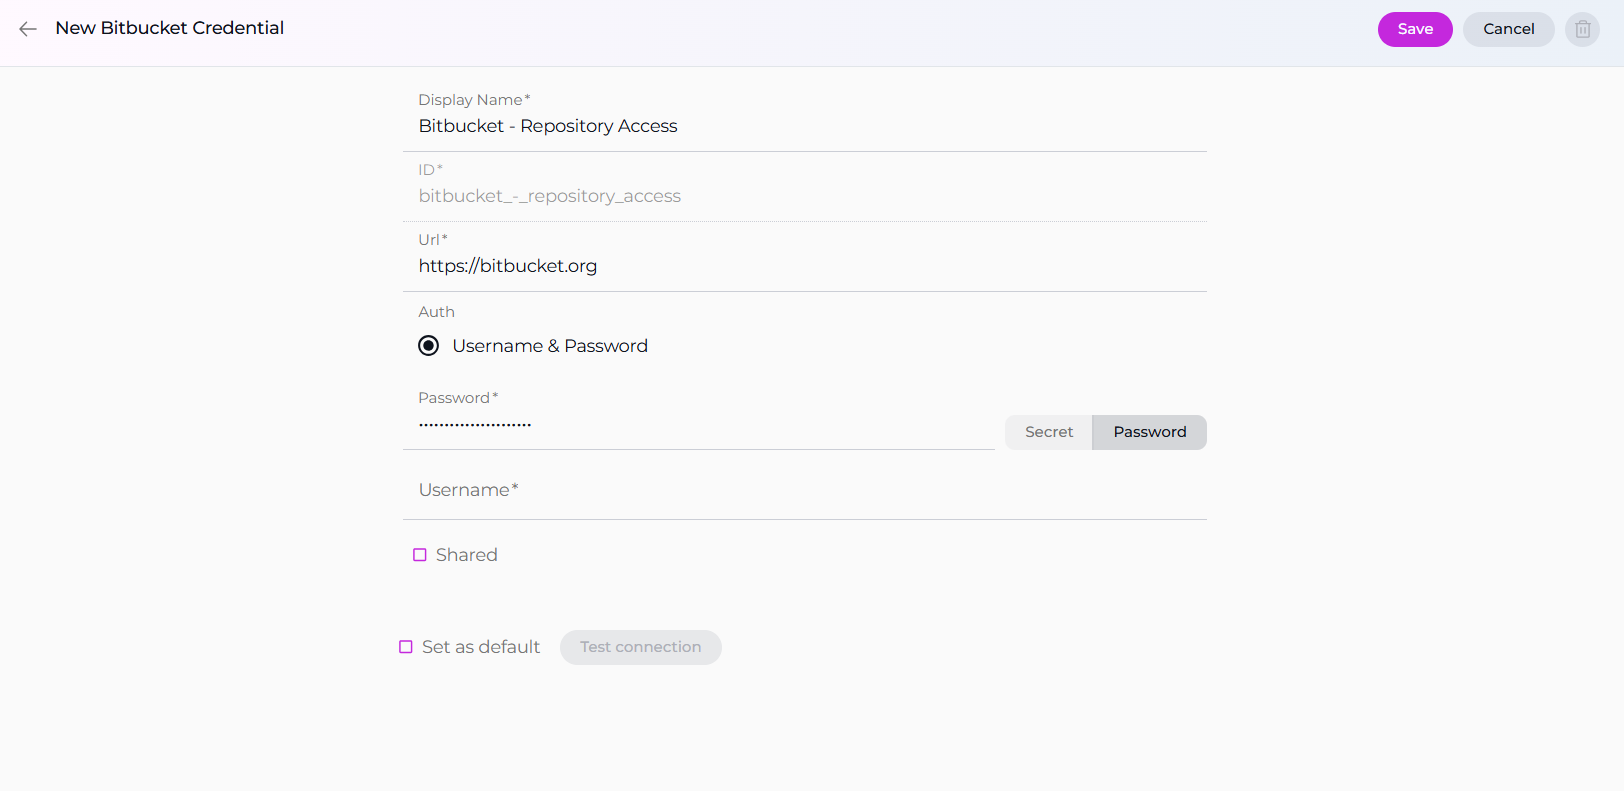 New Bitbucket Credential
Save
Cancel
Display Name*
Bitbucket - Repository Access
ID*
bitbucket_-_repository_access
Url*
https://bitbucket.org
Auth
Username & Password
Password*
••••••••••••••••••••••
Secret
Password
Username*
Shared
Set as default
Test connection